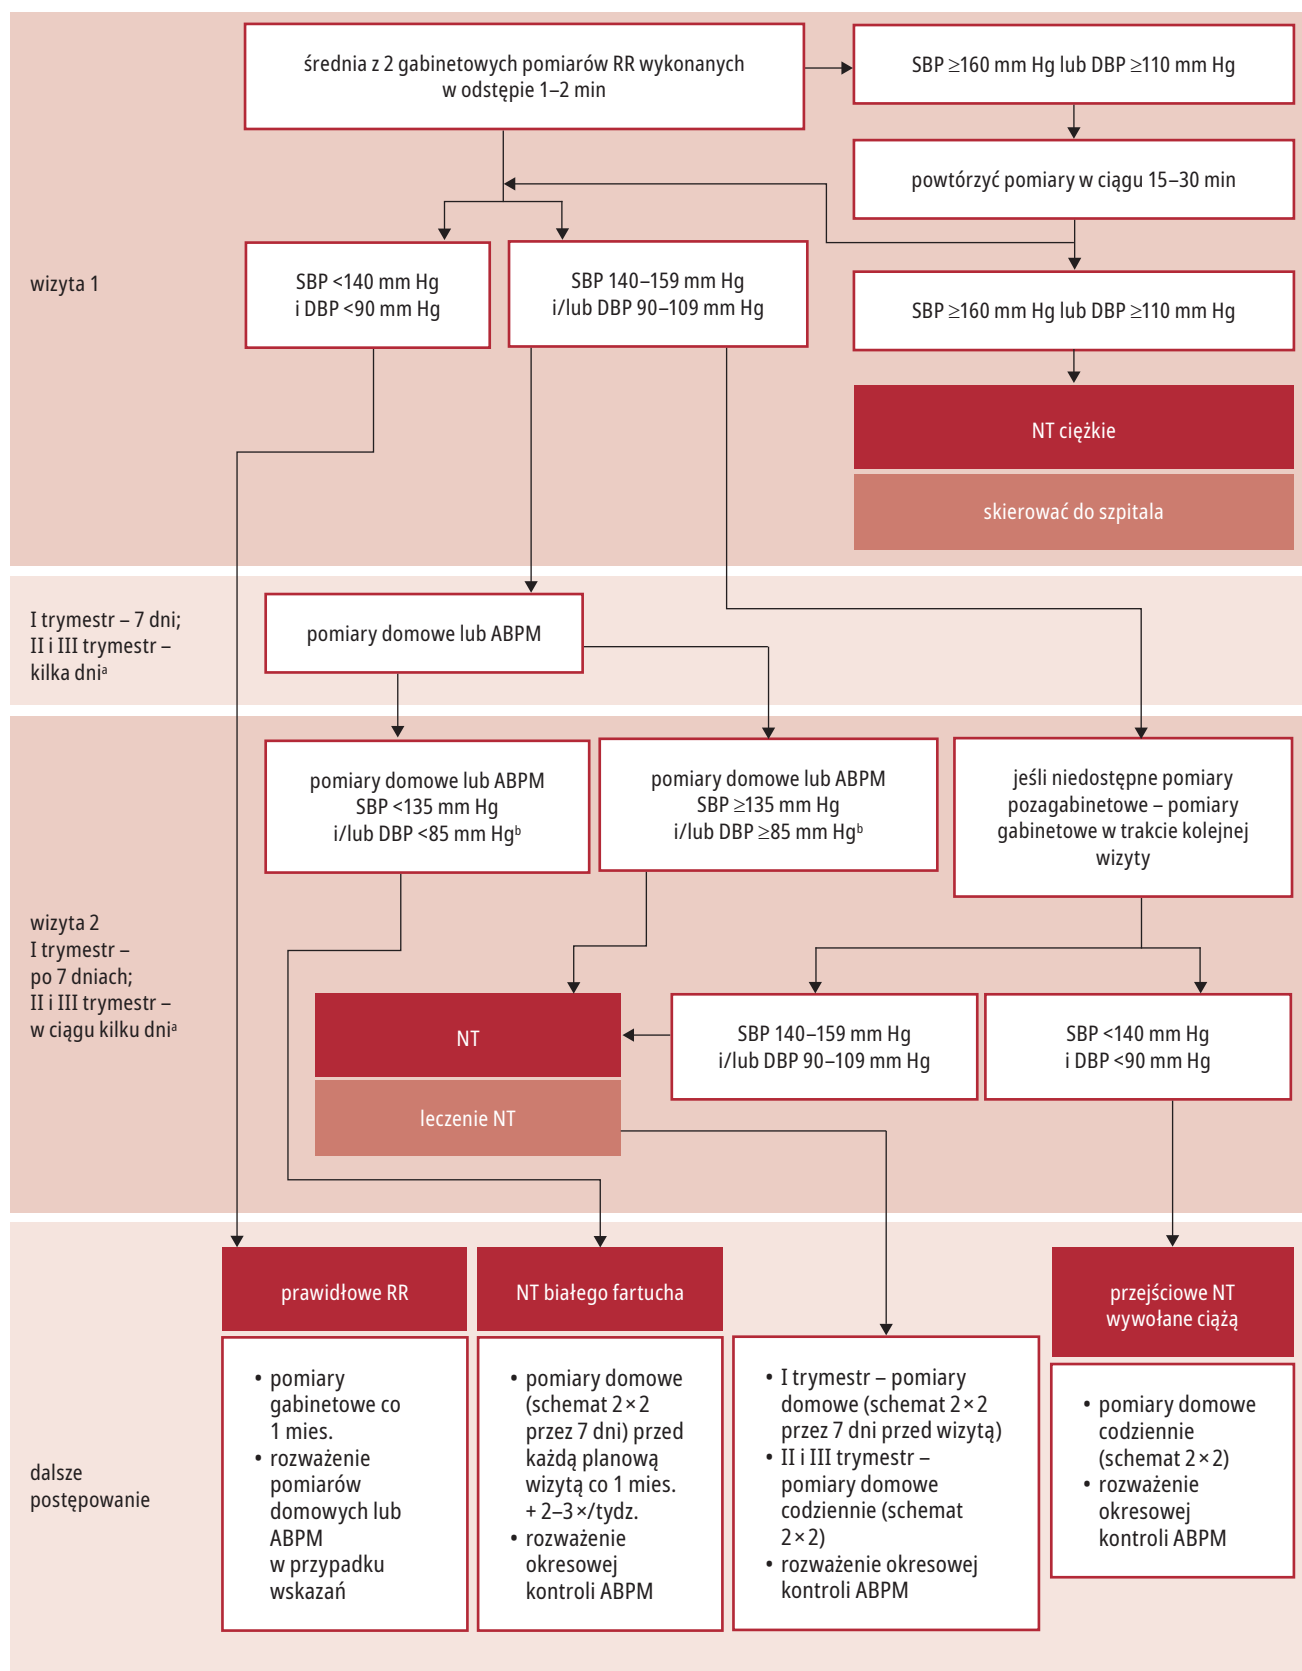 średnia z 2 gabinetowych pomiarów RR wykonanych
w odstępie 1–2 min
SBP ≥160 mm Hg lub DBP ≥110 mm Hg
powtórzyć pomiary w ciągu 15–30 min
wizyta 1
SBP <140 mm Hg
i DBP <90 mm Hg
SBP 140–159 mm Hg
i/lub DBP 90–109 mm Hg
SBP ≥160 mm Hg lub DBP ≥110 mm Hg
NT ciężkie
skierować do szpitala
I trymestr – 7 dni;
II i III trymestr –
kilka dniᵃ
pomiary domowe lub ABPM
wizyta 2
I trymestr –
po 7 dniach;
II i III trymestr –
w ciągu kilku dniᵃ
pomiary domowe lub ABPM
SBP <135 mm Hg
i/lub DBP <85 mm Hgᵇ
pomiary domowe lub ABPM
SBP ≥135 mm Hg
i/lub DBP ≥85 mm Hgᵇ
jeśli niedostępne pomiary
pozagabinetowe – pomiary
gabinetowe w trakcie kolejnej
wizyty
NT
leczenie NT
SBP 140–159 mm Hg
i/lub DBP 90–109 mm Hg
SBP <140 mm Hg
i DBP <90 mm Hg
dalsze
postępowanie
prawidłowe RR
• pomiary
gabinetowe co
1 mies.
• rozważenie
pomiarów
domowych lub
ABPM
w przypadku
wskazań
NT białego fartucha
• pomiary domowe
(schemat 2×2
przez 7 dni) przed
każdą planową
wizytą co 1 mies.
+ 2–3×/tydz.
• rozważenie
okresowej
kontroli ABPM
• I trymestr – pomiary
domowe (schemat 2×2
przez 7 dni przed wizytą)
• II i III trymestr –
pomiary domowe
codziennie (schemat
2×2)
• rozważenie okresowej
kontroli ABPM
przejściowe NT
wywołane ciążą
• pomiary domowe
codziennie
(schemat 2×2)
• rozważenie
okresowej
kontroli ABPM